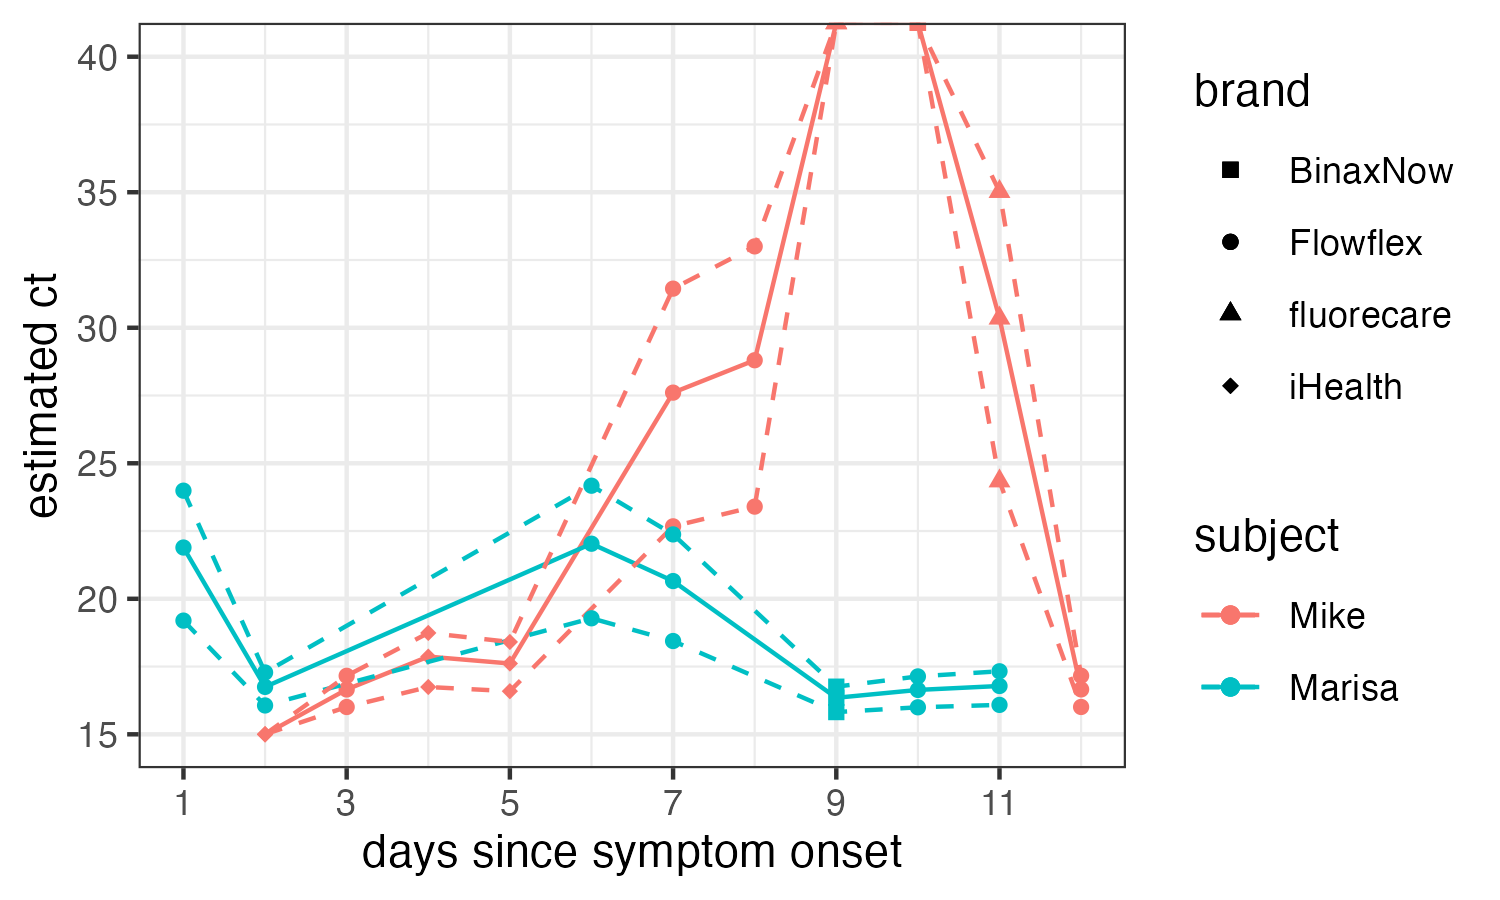 40
35
30
25
20
15
estimated ct
1 3 5 7 9 11
days since symptom onset
brand
BinaxNow
Flowflex
fluorecare
iHealth
subject
Mike
Marisa